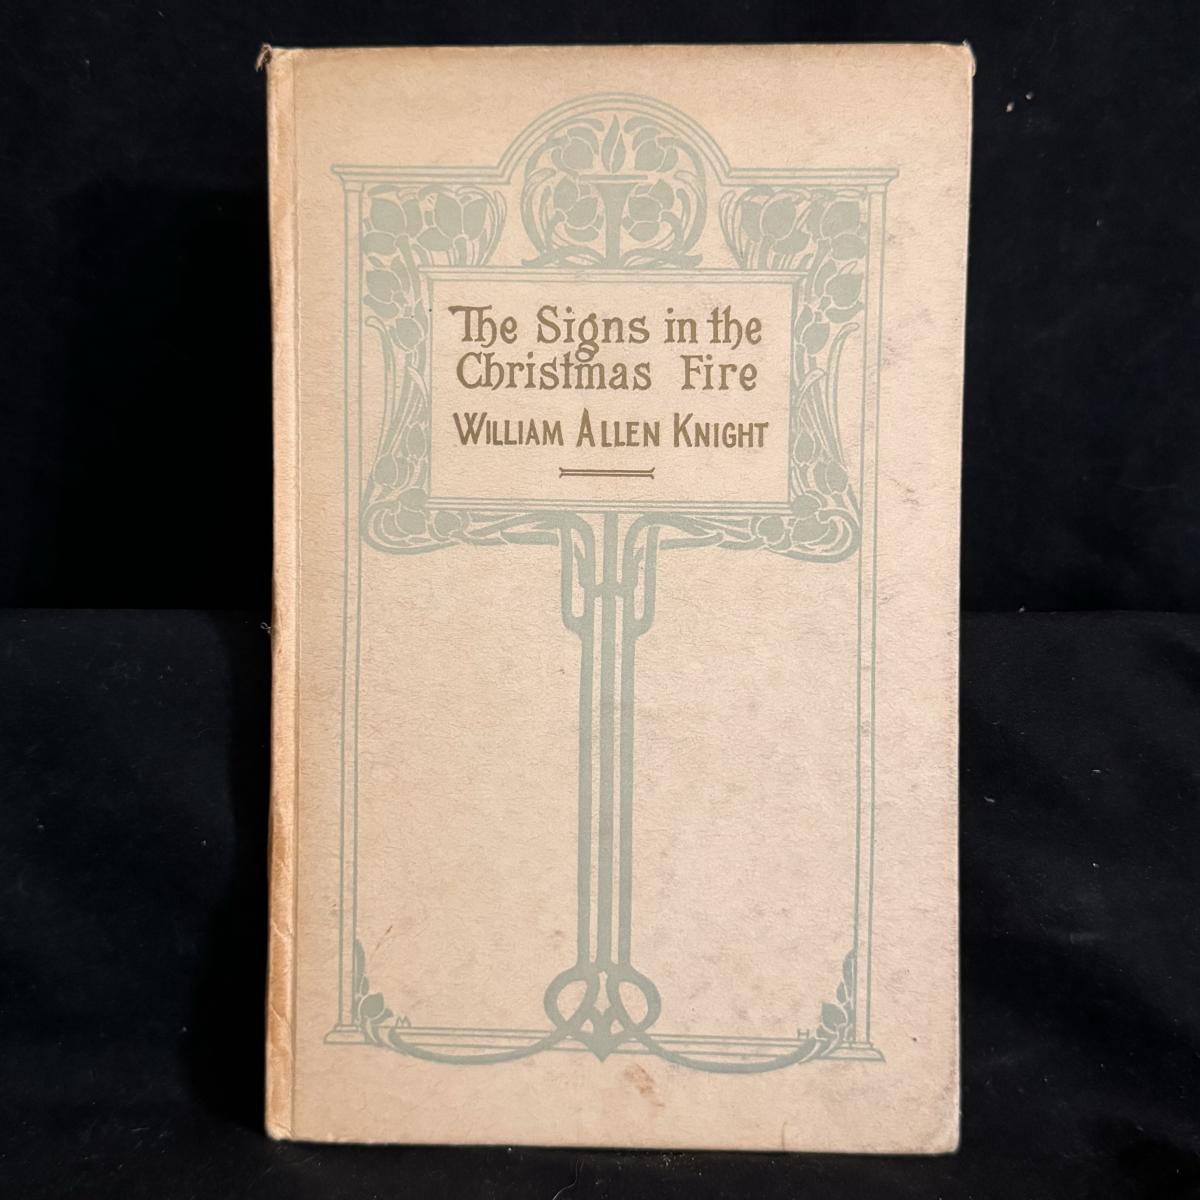 The Signs in the
Christmas Fire
WILLIAM ALLEN KNIGHT
M
H